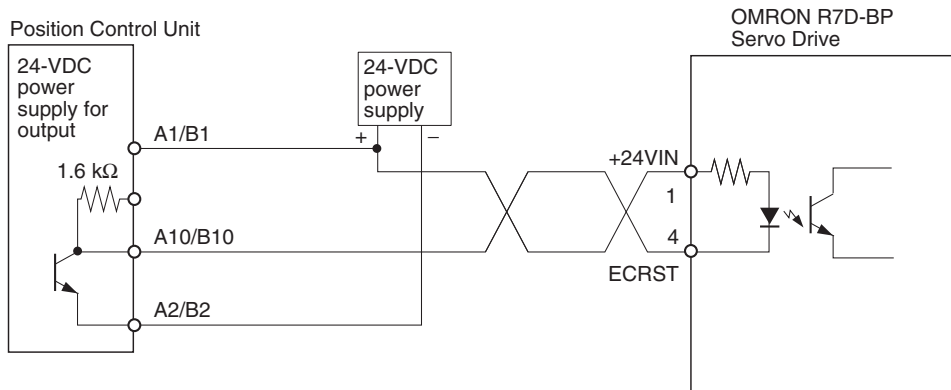 Position Control Unit
OMRON R7D-BP
Servo Drive
24-VDC
power
supply for
output
24-VDC
power
supply
+
−
A1/B1
+24VIN
1.6 kΩ
1
A10/B10
4
ECRST
A2/B2